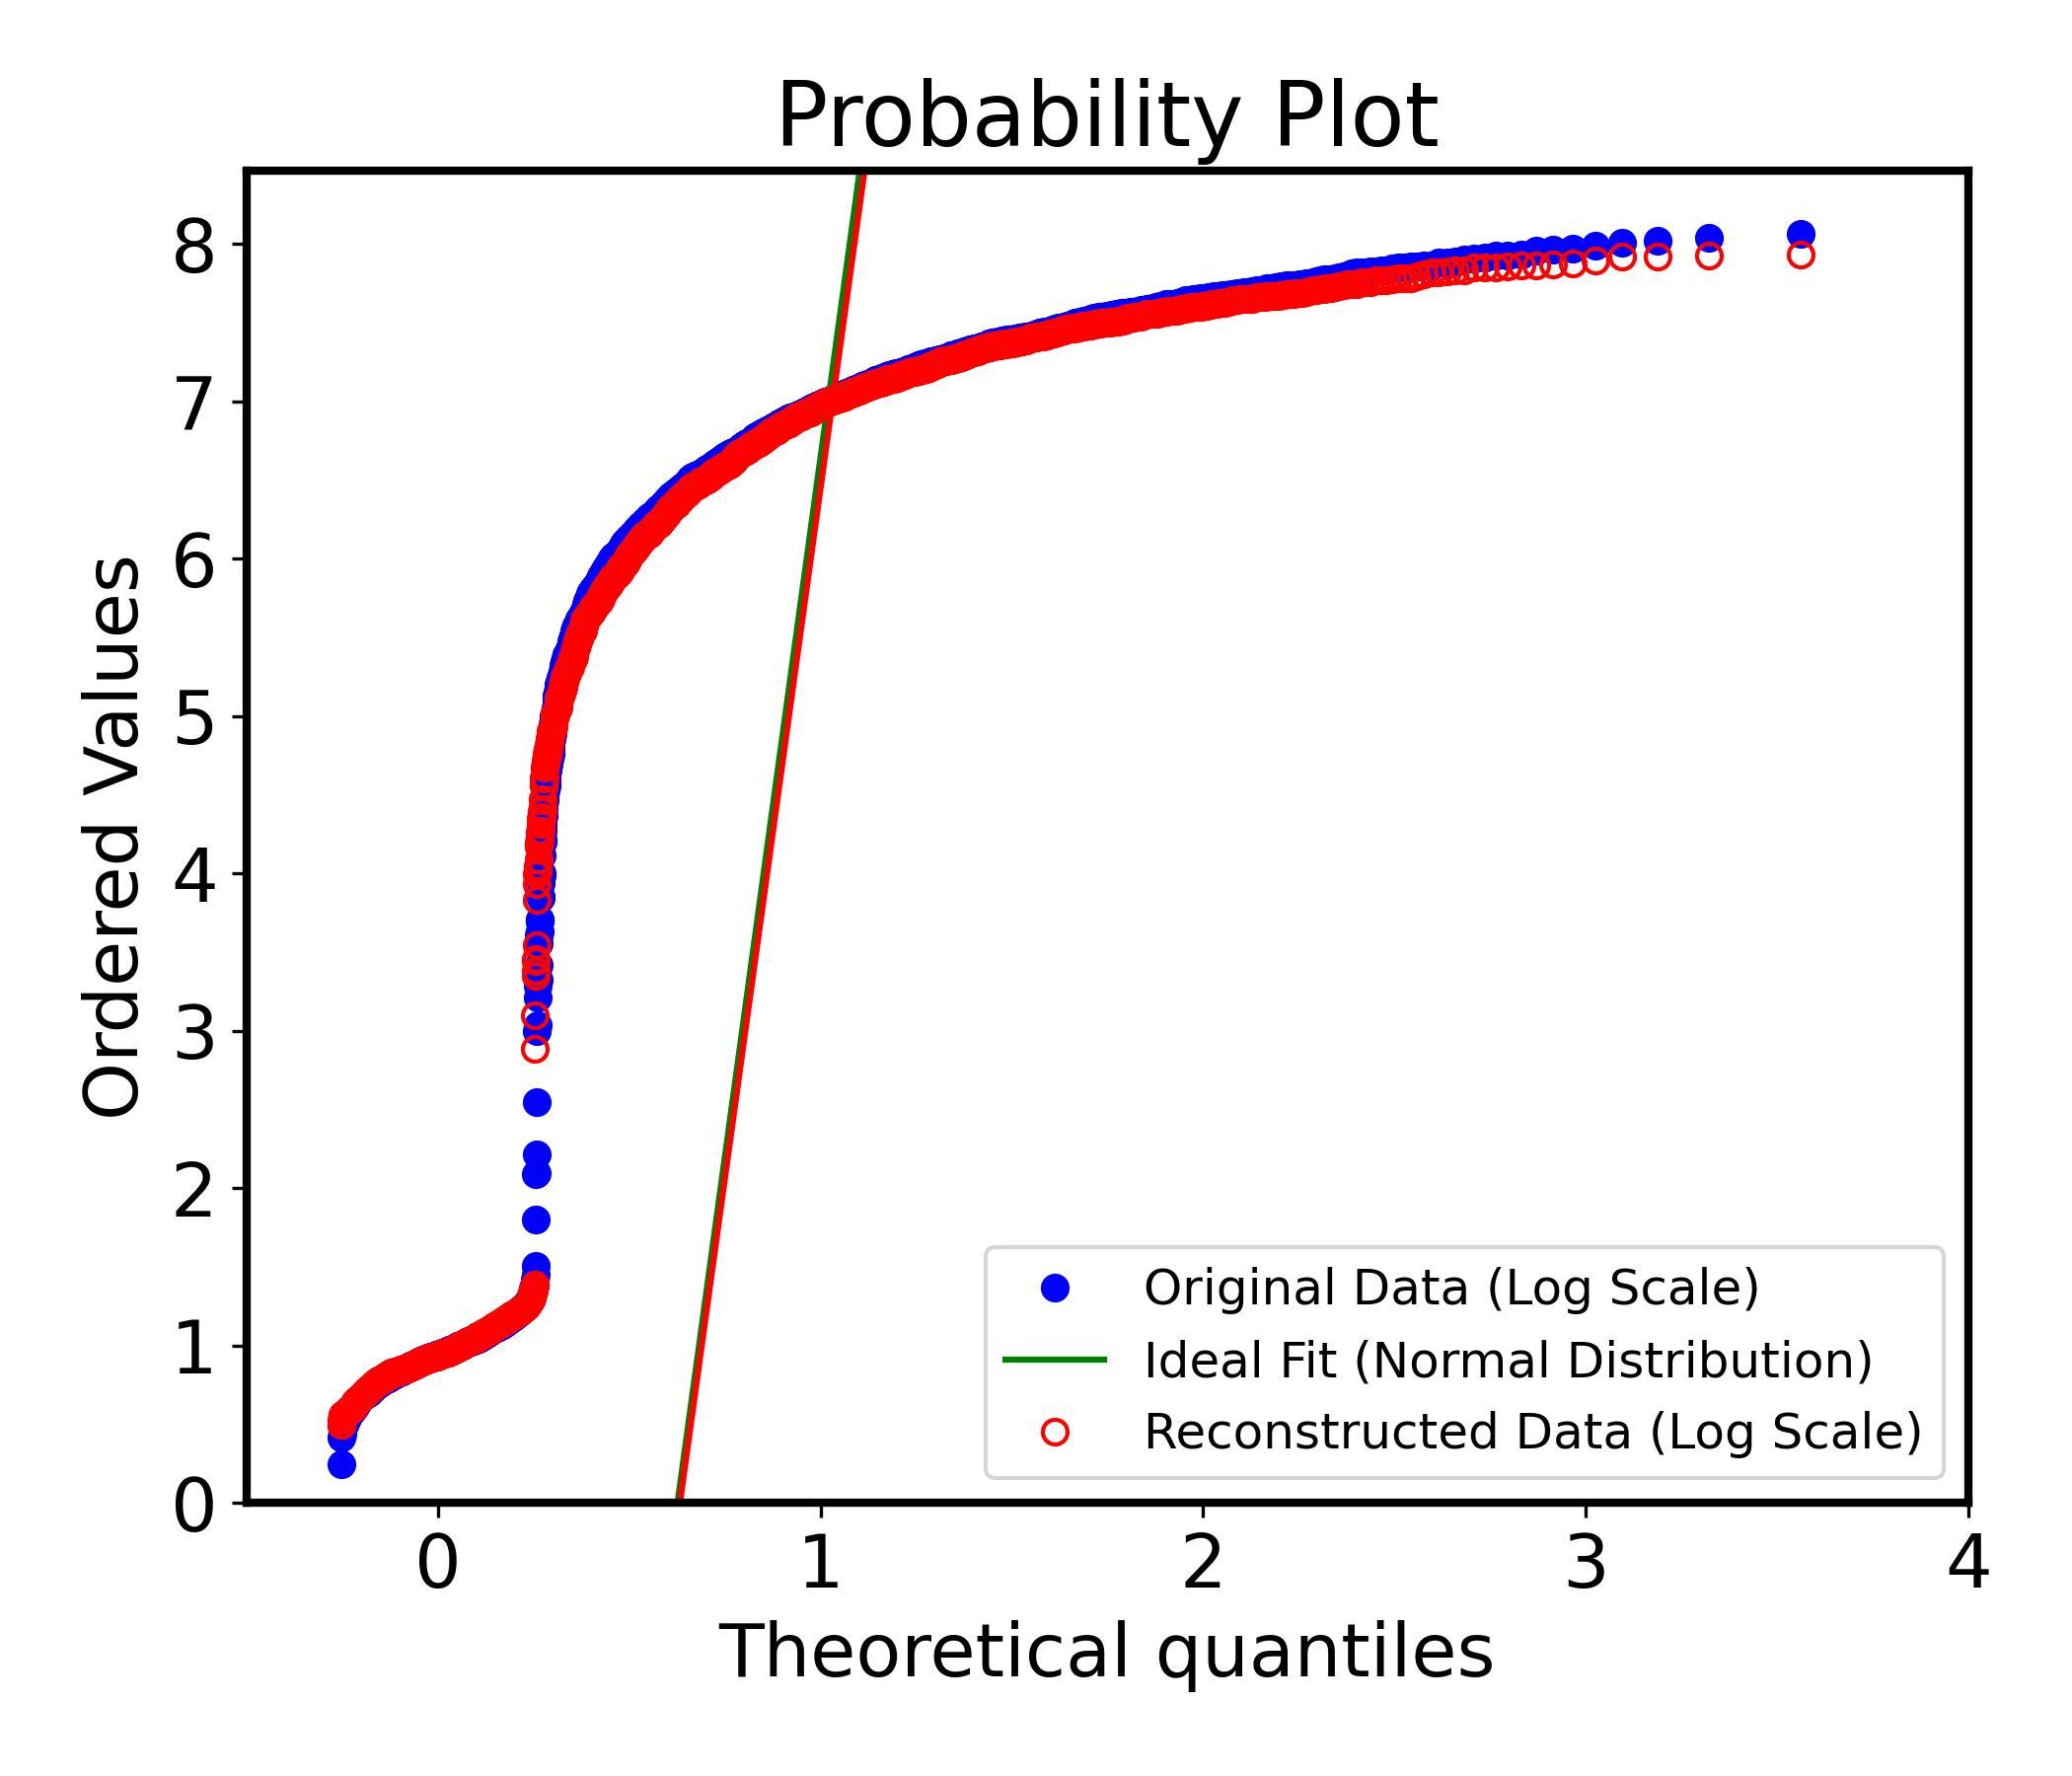 Probability Plot
Ordered Values
8
7
6
5
4
3
2
1
0
Original Data (Log Scale)
Ideal Fit (Normal Distribution)
Reconstructed Data (Log Scale)
0 1 2 3 4
Theoretical quantiles